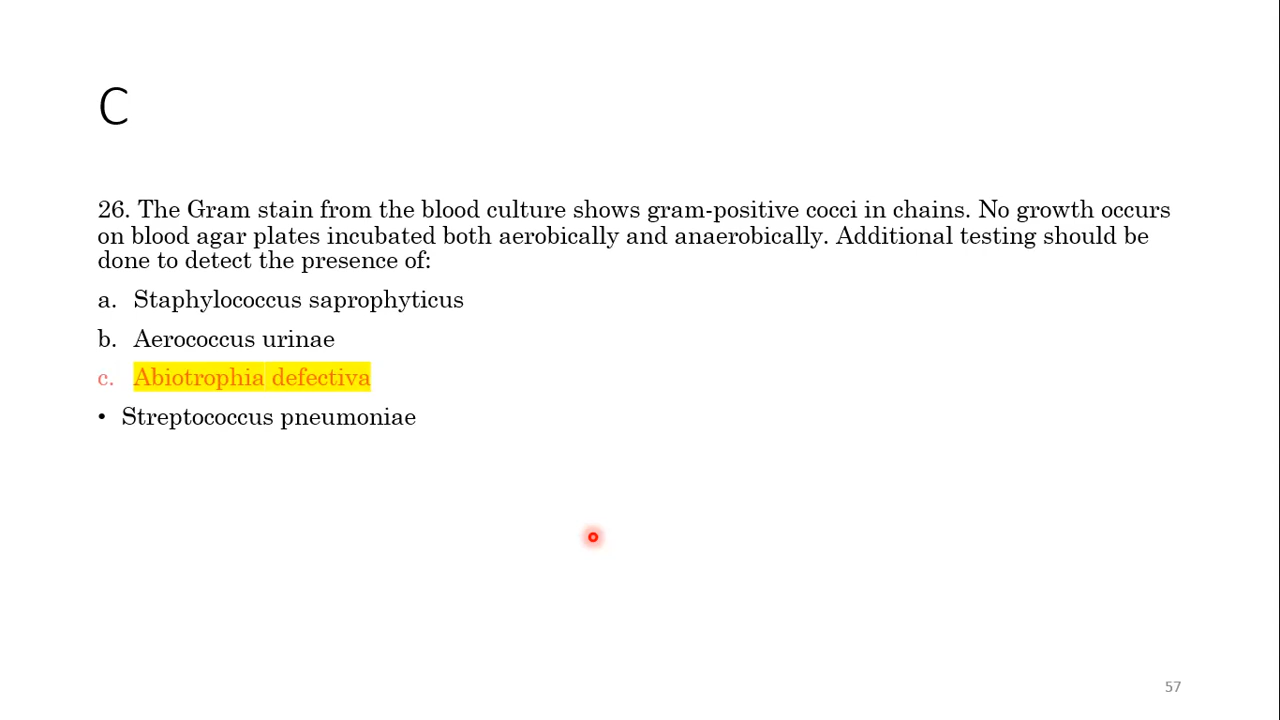 C
26. The Gram stain from the blood culture shows gram-positive cocci in chains. No growth occurs
on blood agar plates incubated both aerobically and anaerobically. Additional testing should be
done to detect the presence of:
a. Staphylococcus saprophyticus
b. Aerococcus urinae
c. Abiotrophia defectiva
• Streptococcus pneumoniae
57